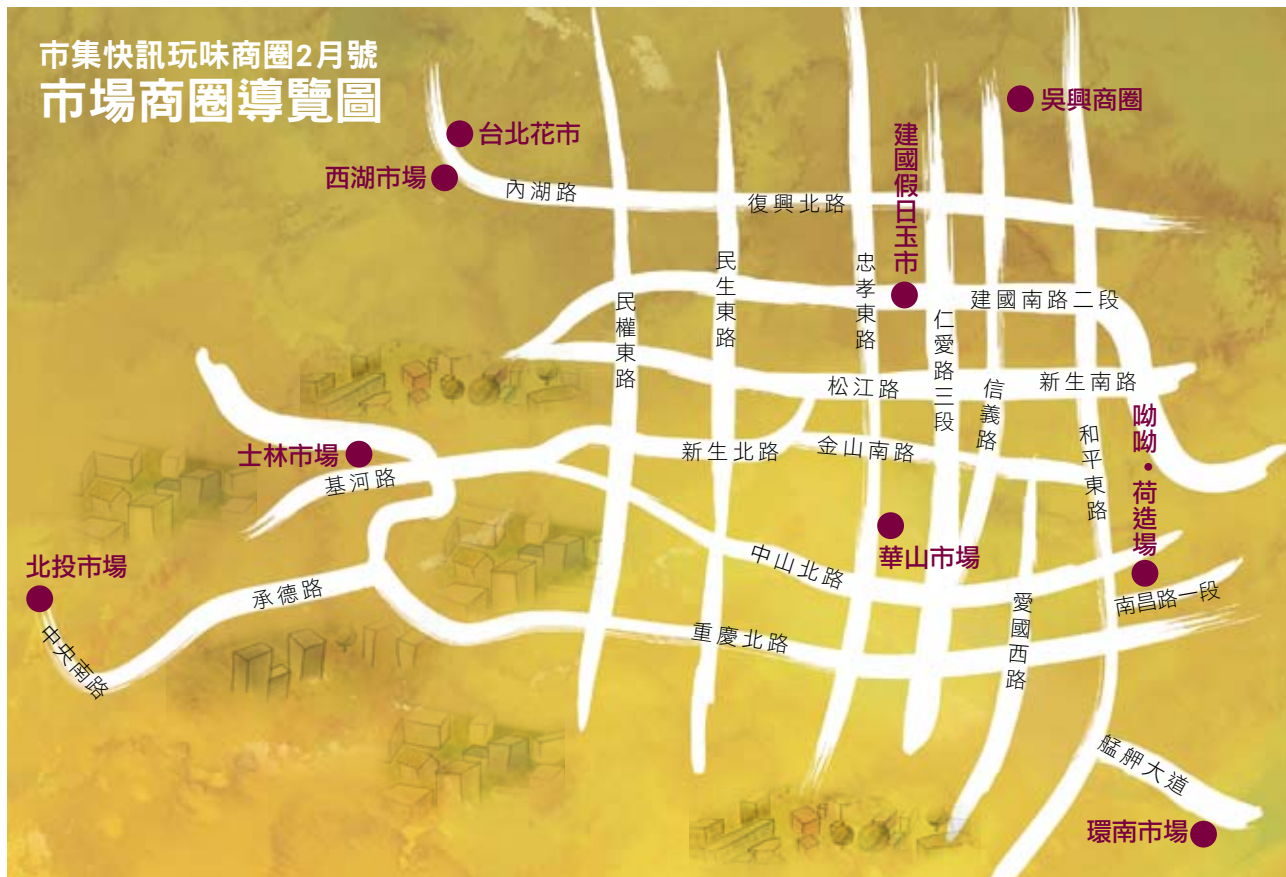 市集快訊玩味商圈2月號
市場商圈導覽圖
吳興商圈
台北花市
建國假日玉市
西湖市場
內湖路
復興北路
民生東路
忠孝東路
民權東路
建國南路二段
仁愛路三段
松江路
信義路
新生南路
呦呦・荷造場
和平東路
士林市場
基河路
新生北路
金山南路
華山市場
北投市場
中央南路
承德路
中山北路
南昌路一段
愛國西路
重慶北路
艋舺大道
環南市場